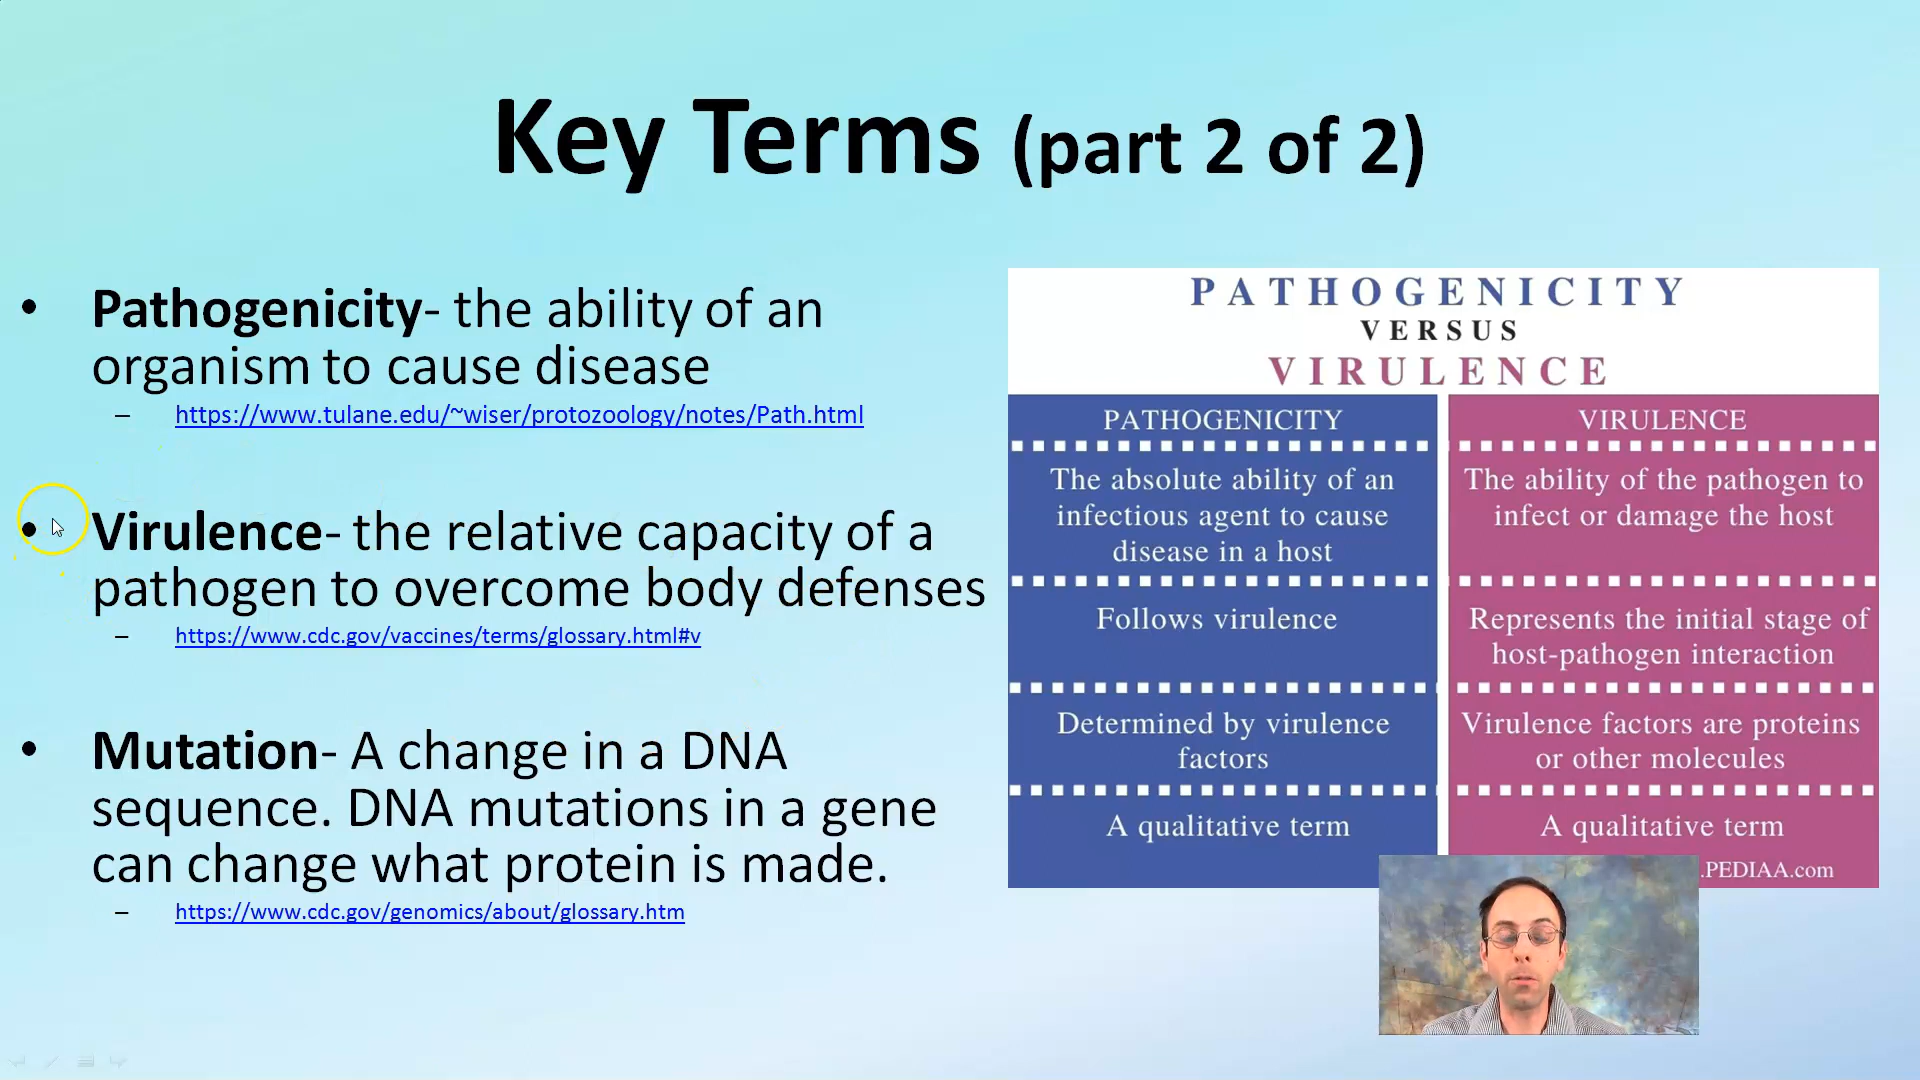 Key Terms (part 2 of 2)
• Pathogenicity- the ability of an
organism to cause disease
– https://www.tulane.edu/~wiser/protozoology/notes/Path.html
• Virulence- the relative capacity of a
pathogen to overcome body defenses
– https://www.cdc.gov/vaccines/terms/glossary.html#v
• Mutation- A change in a DNA
sequence. DNA mutations in a gene
can change what protein is made.
– https://www.cdc.gov/genomics/about/glossary.htm
PATHOGENICITY
VERSUS
VIRULENCE
PATHOGENICITY
The absolute ability of an
infectious agent to cause
disease in a host
Follows virulence
Determined by virulence
factors
A qualitative term
VIRULENCE
The ability of the pathogen to
infect or damage the host
Represents the initial stage of
host-pathogen interaction
Virulence factors are proteins
or other molecules
A qualitative term
.PEDIAA.com